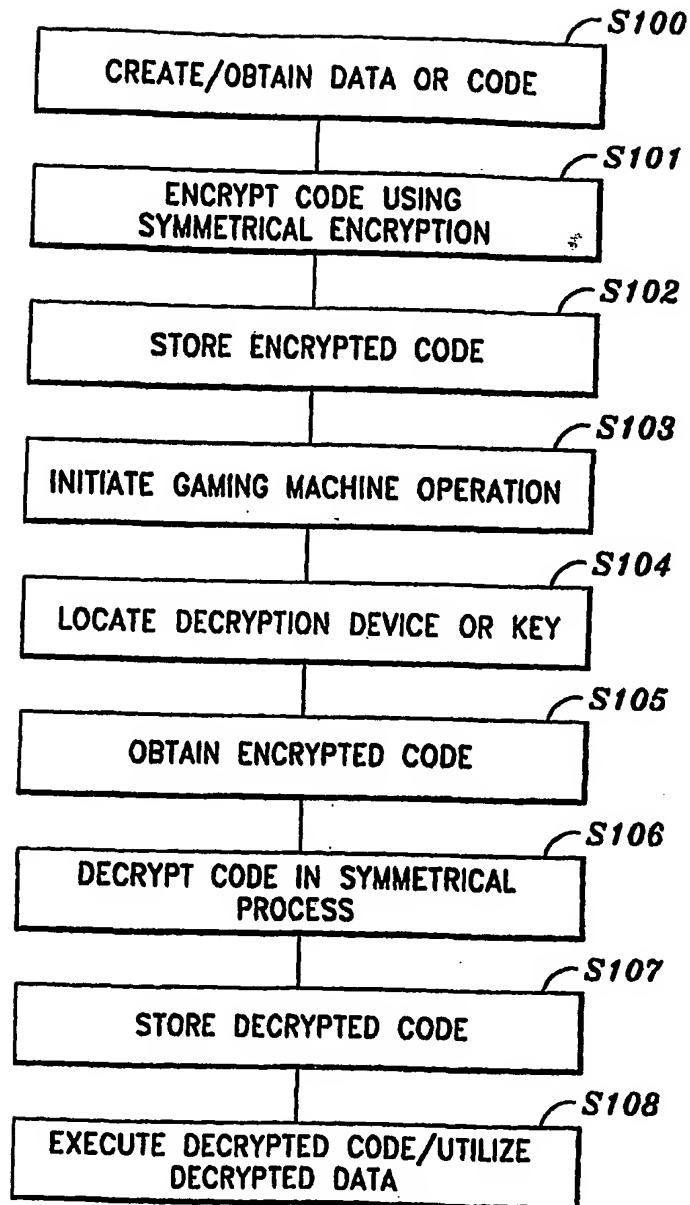 S100
CREATE/OBTAIN DATA OR CODE
S101
ENCRYPT CODE USING
SYMMETRICAL ENCRYPTION
S102
STORE ENCRYPTED CODE
S103
INITIATE GAMING MACHINE OPERATION
S104
LOCATE DECRYPTION DEVICE OR KEY
S105
OBTAIN ENCRYPTED CODE
S106
DECRYPT CODE IN SYMMETRICAL
PROCESS
S107
STORE DECRYPTED CODE
S108
EXECUTE DECRYPTED CODE/UTILIZE
DECRYPTED DATA